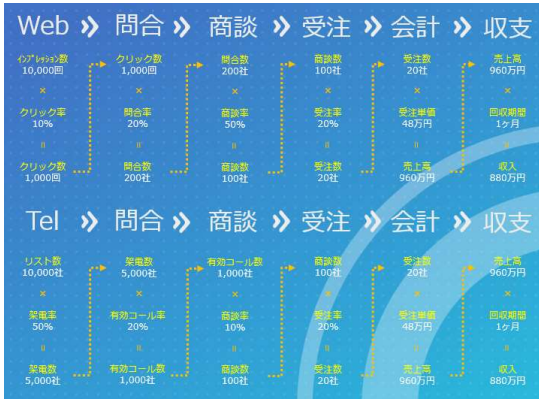 Web » 問合 » 商談 » 受注 » 会計 » 収支
インプレッション数 クリック数 問合数 商談数 受注数 売上高
10,000回 1,000回 200社 100社 20社 960万円
× × × × × ×
クリック率 問合率 商談率 受注率 受注単価 回収期間
10% 20% 50% 20% 48万円 1ヶ月
= = = = = =
クリック数 問合数 商談数 受注数 売上高 収入
1,000回 200社 100社 20社 960万円 880万円
Tel » 問合 » 商談 » 受注 » 会計 » 収支
リスト数 架電数 有効コール数 商談数 受注数 売上高
10,000社 5,000社 1,000社 100社 20社 960万円
× × × × × ×
架電率 有効コール率 商談率 受注率 受注単価 回収期間
50% 20% 10% 20% 48万円 1ヶ月
= = = = = =
架電数 有効コール数 商談数 受注数 売上高 収入
5,000社 1,000社 100社 20社 960万円 880万円